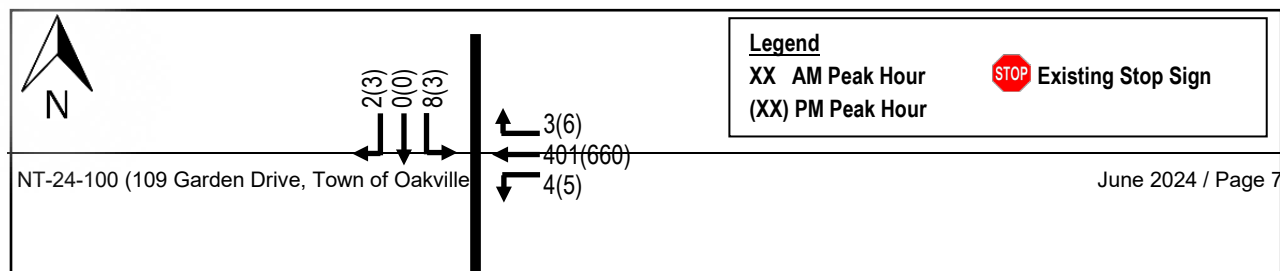 N
2(3)
0(0)
8(3)
3(6)
401(660)
4(5)
Legend
XX AM Peak Hour
STOP Existing Stop Sign
(XX) PM Peak Hour
NT-24-100 (109 Garden Drive, Town of Oakville
June 2024 / Page 7